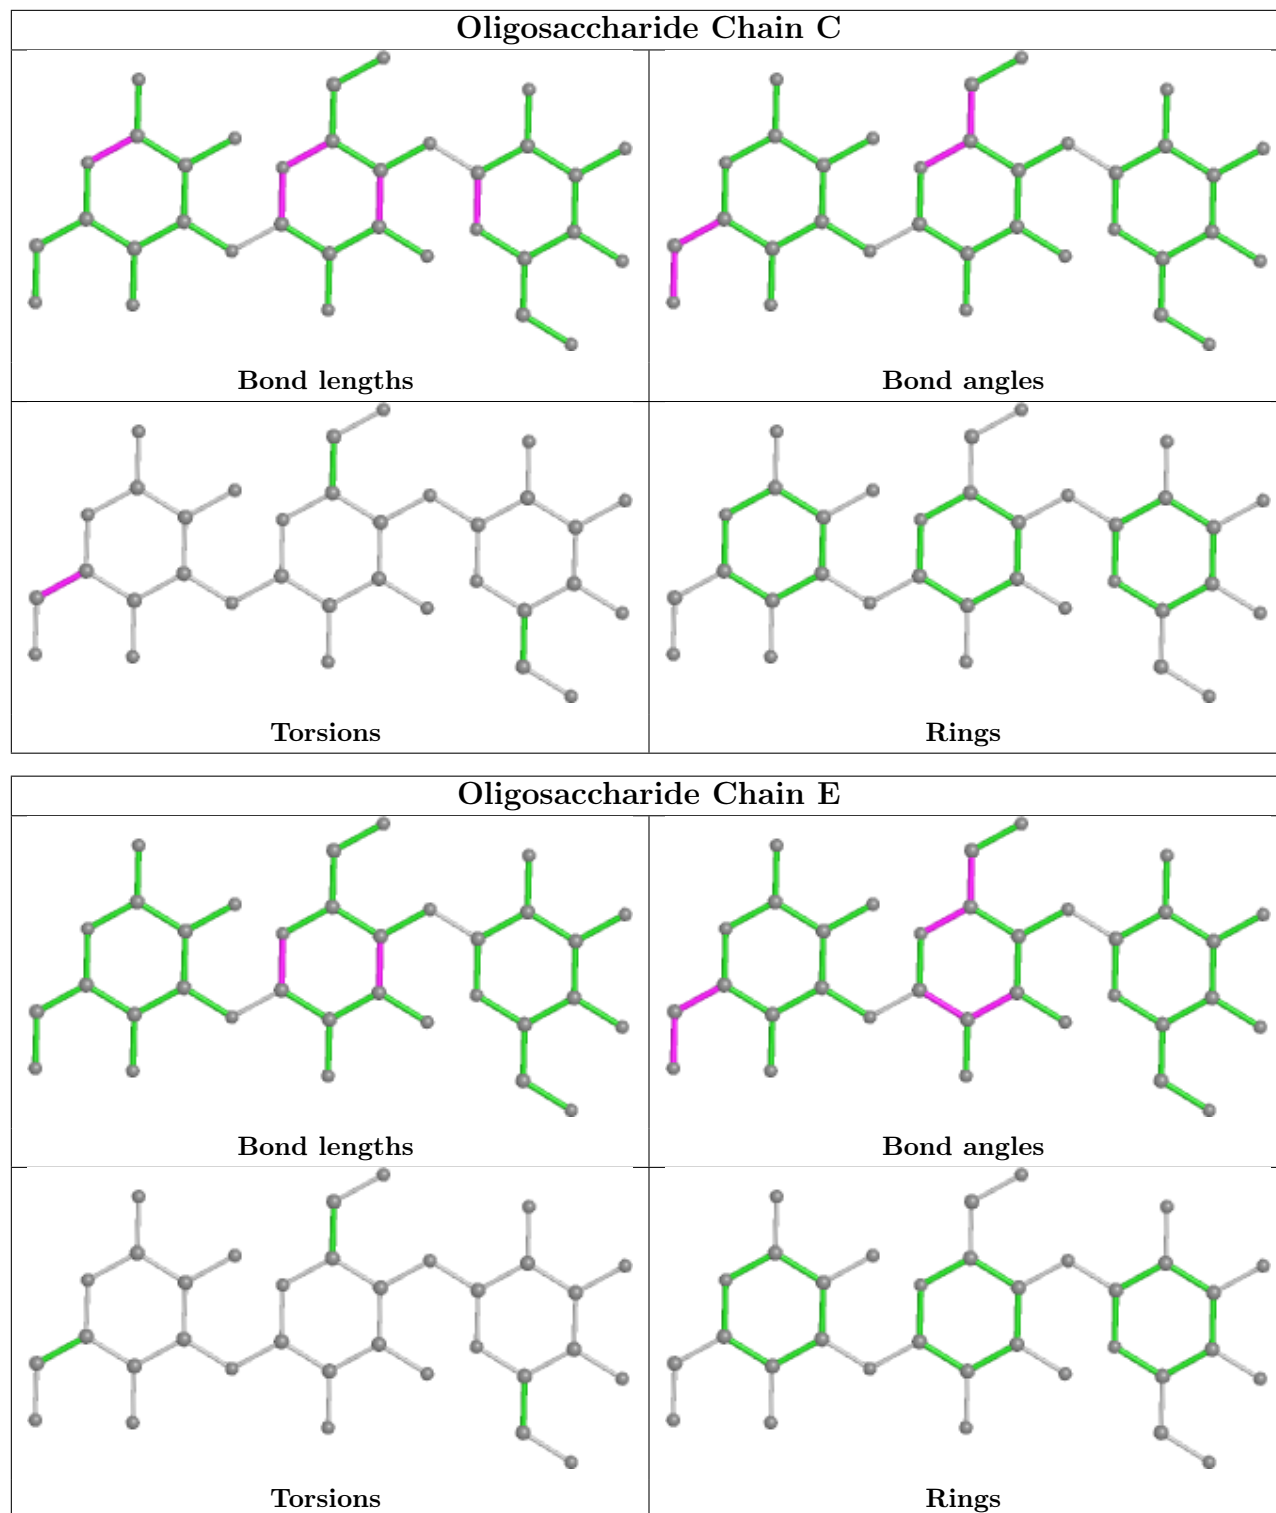 Oligosaccharide Chain C
Bond lengths
Bond angles
Torsions
Rings
Oligosaccharide Chain E
Bond lengths
Bond angles
Torsions
Rings